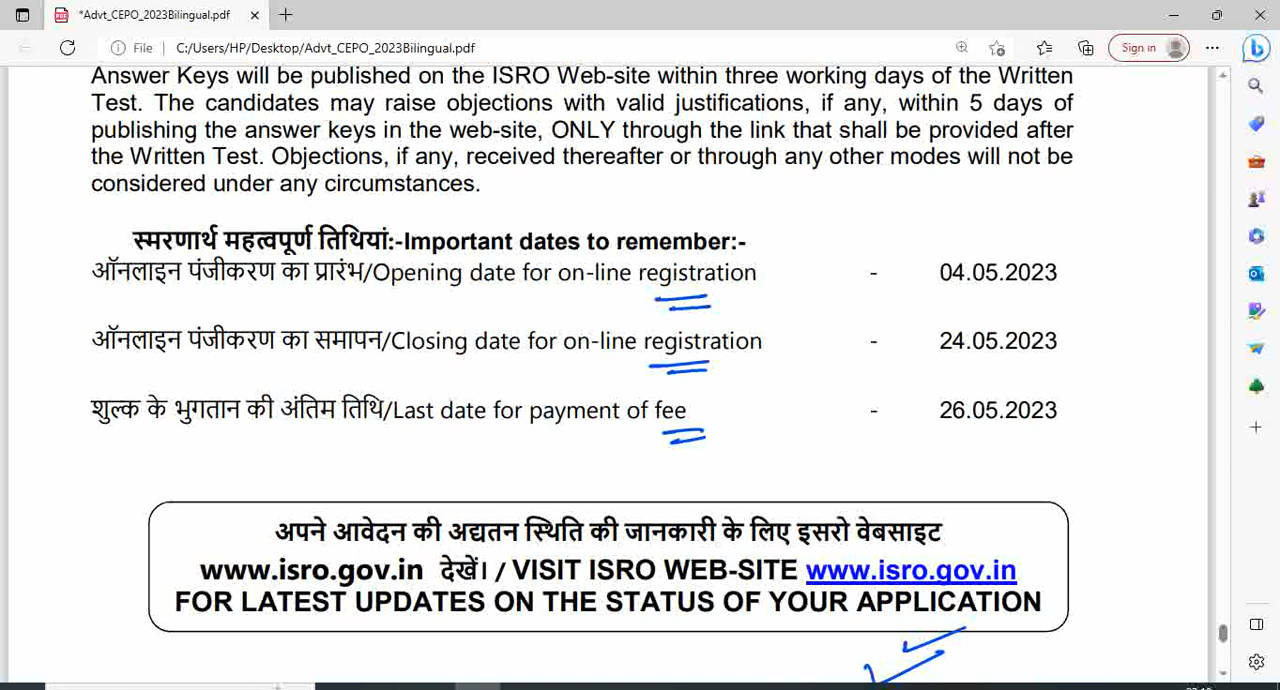 *Advt_CEPO_2023Bilingual.pdf
File | C:/Users/HP/Desktop/Advt_CEPO_2023Bilingual.pdf
Sign in
Answer Keys will be published on the ISRO Web-site within three working days of the Written
Test. The candidates may raise objections with valid justifications, if any, within 5 days of
publishing the answer keys in the web-site, ONLY through the link that shall be provided after
the Written Test. Objections, if any, received thereafter or through any other modes will not be
considered under any circumstances.
स्मरणार्थ महत्वपूर्ण तिथियां:-Important dates to remember:-
ऑनलाइन पंजीकरण का प्रारंभ/Opening date for on-line registration - 04.05.2023
ऑनलाइन पंजीकरण का समापन/Closing date for on-line registration - 24.05.2023
शुल्क के भुगतान की अंतिम तिथि/Last date for payment of fee - 26.05.2023
अपने आवेदन की अद्यतन स्थिति की जानकारी के लिए इसरो वेबसाइट
www.isro.gov.in देखें। / VISIT ISRO WEB-SITE www.isro.gov.in
FOR LATEST UPDATES ON THE STATUS OF YOUR APPLICATION